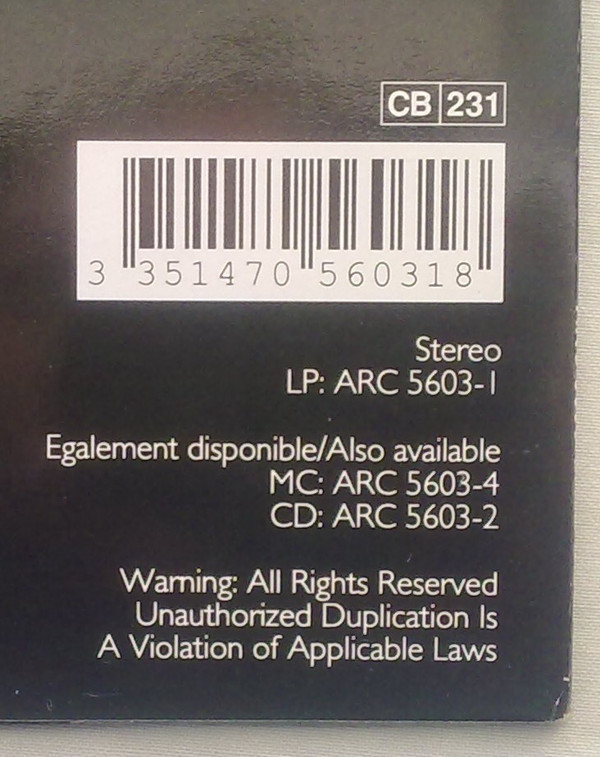 CB 231
3 351470 560318
Stereo
LP: ARC 5603-1
Egalement disponible/Also available
MC: ARC 5603-4
CD: ARC 5603-2
Warning: All Rights Reserved
Unauthorized Duplication Is
A Violation of Applicable Laws